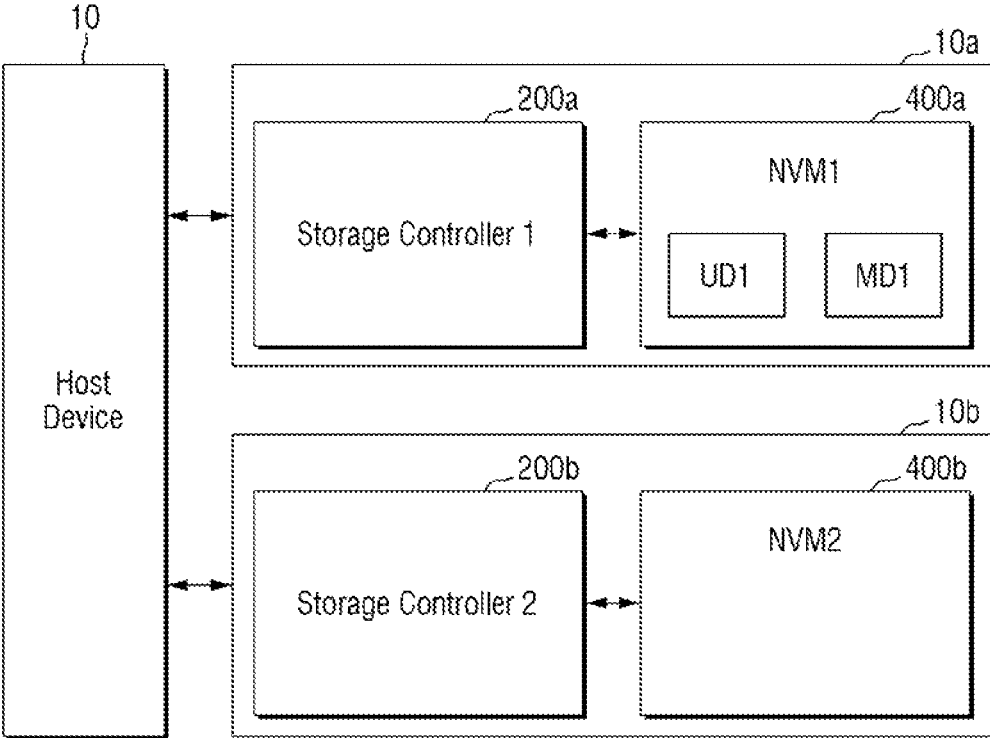 10
10a
200a
400a
NVM1
Storage Controller 1
UD1
MD1
Host
Device
10b
200b
400b
NVM2
Storage Controller 2